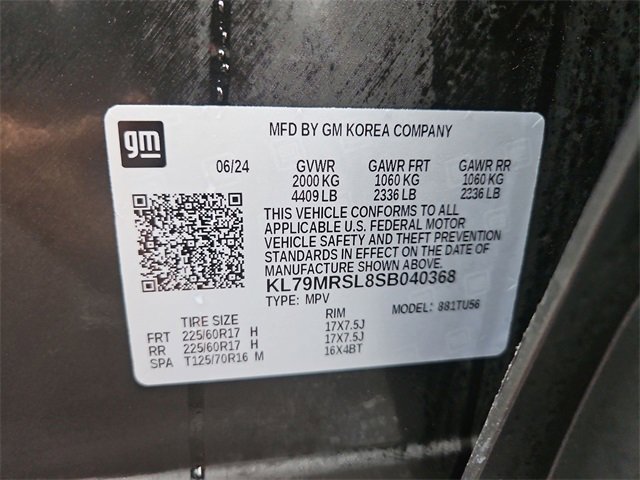 gm
MFD BY GM KOREA COMPANY
06/24 GVWR GAWR FRT GAWR RR
2000 KG 1060 KG 1060 KG
4409 LB 2336 LB 2336 LB
THIS VEHICLE CONFORMS TO ALL
APPLICABLE U.S. FEDERAL MOTOR
VEHICLE SAFETY AND THEFT PREVENTION
STANDARDS IN EFFECT ON THE DATE OF
MANUFACTURE SHOWN ABOVE.
KL79MRSL8SB040368
TYPE: MPV MODEL: 881TU56
TIRE SIZE RIM
FRT 225/60R17 H 17X7.5J
RR 225/60R17 H 17X7.5J
SPA T125/70R16 M 16X4BT